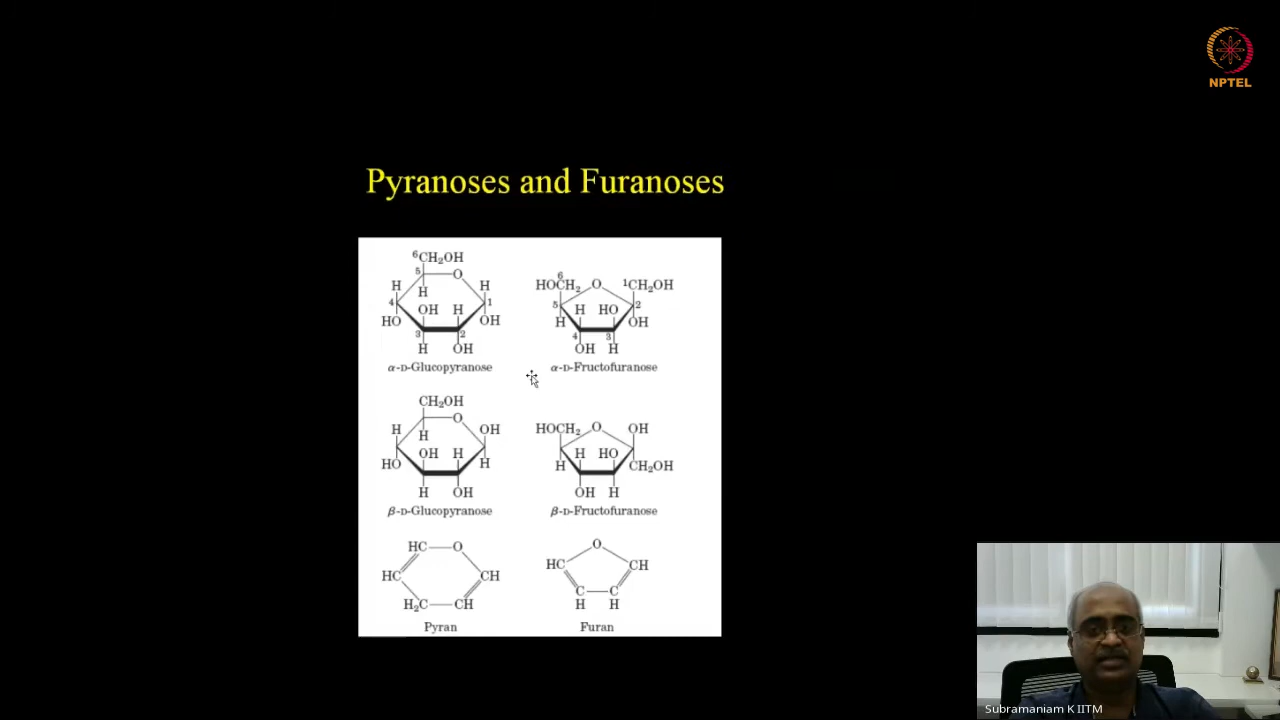 NPTEL
Pyranoses and Furanoses
⁶CH₂OH
5
O
H
H
H
4
1
OH
H
HO
OH
3
2
H
OH
α-D-Glucopyranose
6
HOCH₂
O
¹CH₂OH
5
2
H
HO
H
OH
4
3
OH
H
α-D-Fructofuranose
CH₂OH
O
H
OH
H
OH
H
HO
H
H
OH
β-D-Glucopyranose
HOCH₂
O
OH
H
HO
H
CH₂OH
OH
H
β-D-Fructofuranose
HC
O
HC
CH
H₂C
CH
Pyran
O
HC
CH
C
C
H
H
Furan
Subramaniam K IITM